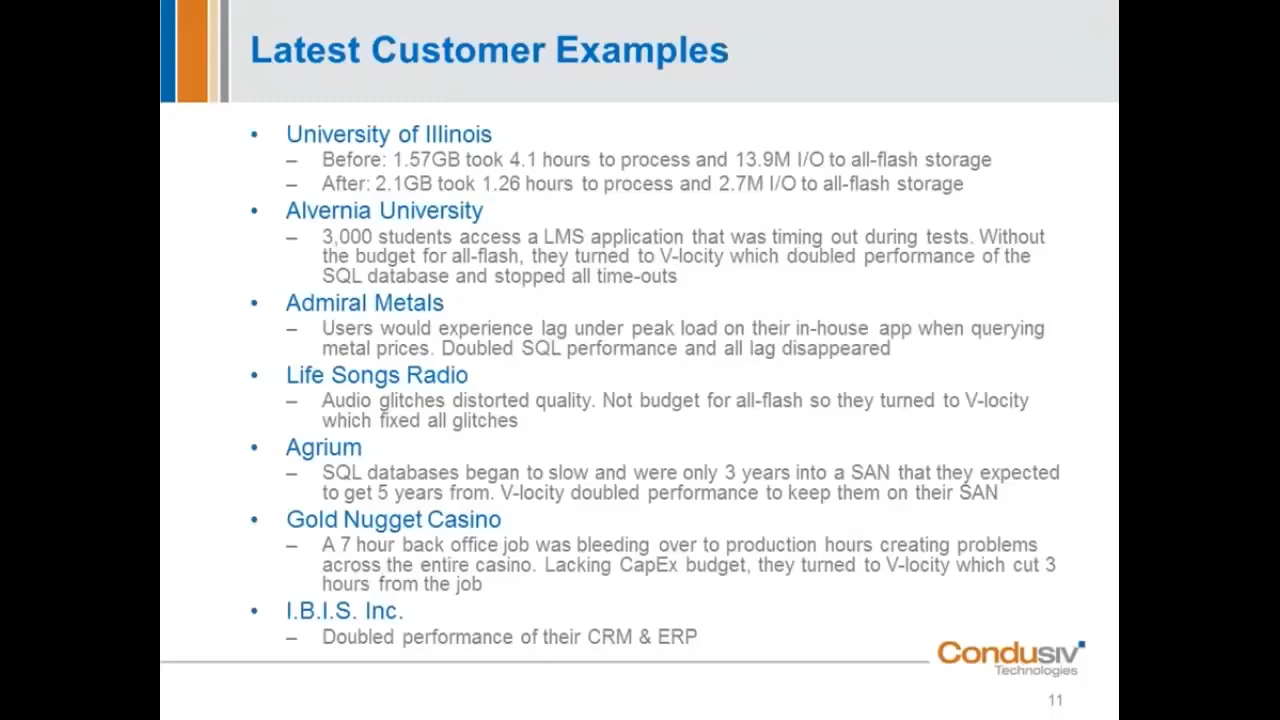 Latest Customer Examples
• University of Illinois
– Before: 1.57GB took 4.1 hours to process and 13.9M I/O to all-flash storage
– After: 2.1GB took 1.26 hours to process and 2.7M I/O to all-flash storage
• Alvernia University
– 3,000 students access a LMS application that was timing out during tests. Without
the budget for all-flash, they turned to V-locity which doubled performance of the
SQL database and stopped all time-outs
• Admiral Metals
– Users would experience lag under peak load on their in-house app when querying
metal prices. Doubled SQL performance and all lag disappeared
• Life Songs Radio
– Audio glitches distorted quality. Not budget for all-flash so they turned to V-locity
which fixed all glitches
• Agrium
– SQL databases began to slow and were only 3 years into a SAN that they expected
to get 5 years from. V-locity doubled performance to keep them on their SAN
• Gold Nugget Casino
– A 7 hour back office job was bleeding over to production hours creating problems
across the entire casino. Lacking CapEx budget, they turned to V-locity which cut 3
hours from the job
• I.B.I.S. Inc.
– Doubled performance of their CRM & ERP
Condusiv
Technologies
11